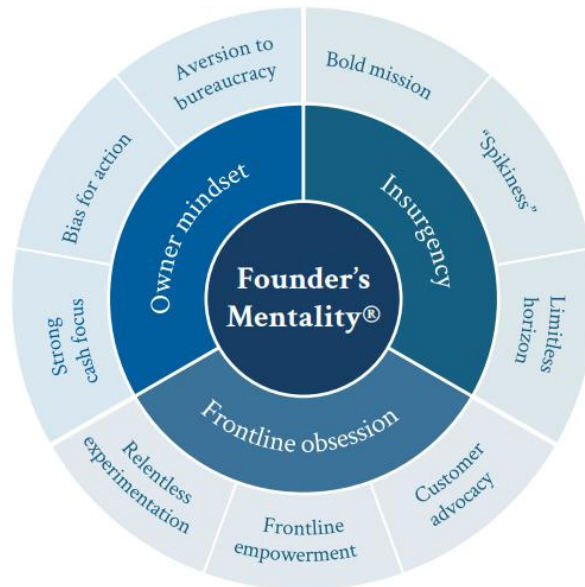 Founder's
Mentality®
Insurgency
Bold mission
"Spikiness"
Limitless
horizon
Frontline obsession
Customer
advocacy
Frontline
empowerment
Relentless
experimentation
Owner mindset
Strong
cash focus
Bias for action
Aversion to
bureaucracy